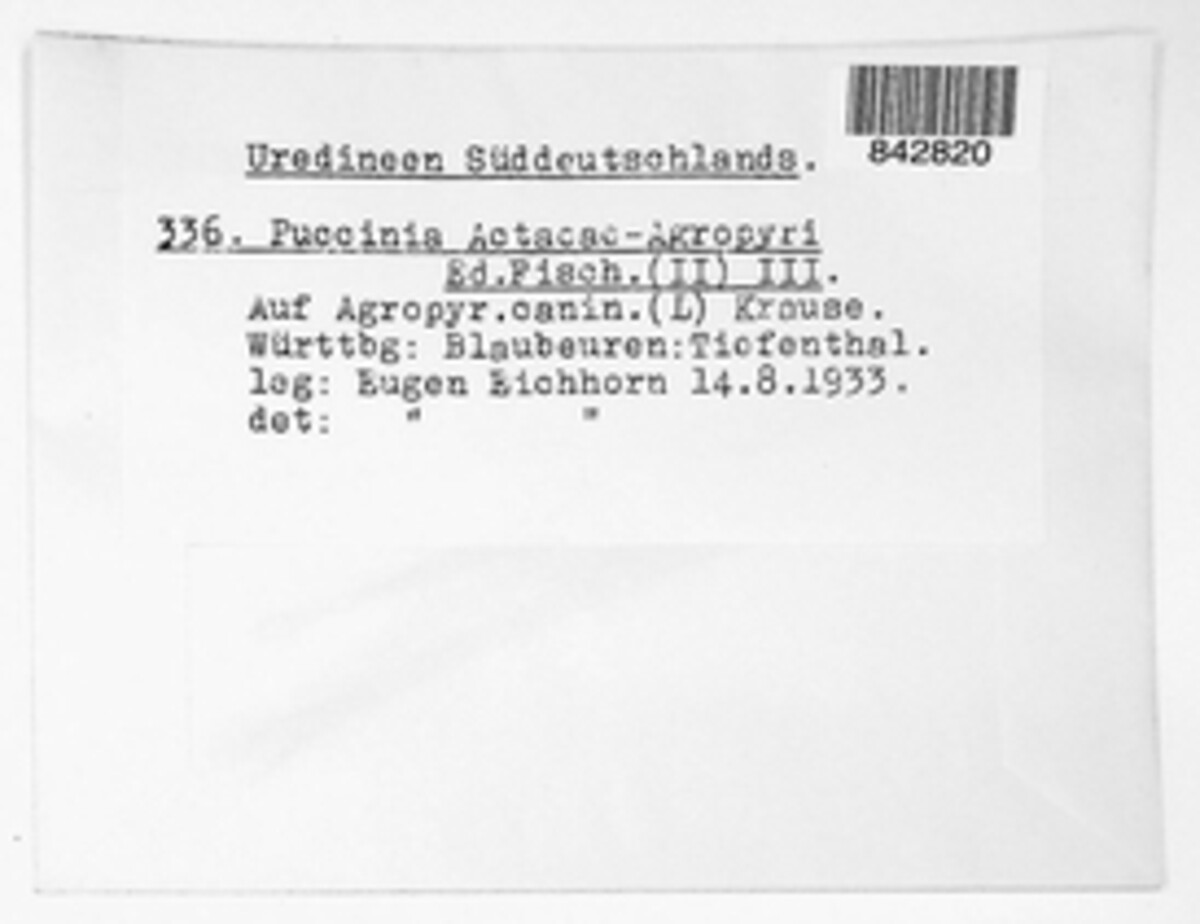 842820
Uredineen Süddeutschlands.
336. Puccinia Actaeae-Agropyri
Ed.Fisch.(II) III.
Auf Agropyr.canin.(L) Krause.
Württbg: Blaubeuren:Tiefenthal.
leg: Eugen Eichhorn 14.8.1933.
det: " "